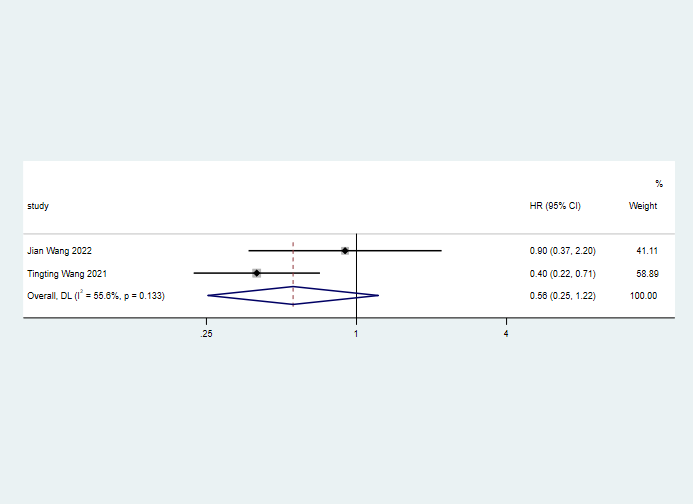 %
study HR (95% CI) Weight
Jian Wang 2022 0.90 (0.37, 2.20) 41.11
Tingting Wang 2021 0.40 (0.22, 0.71) 58.89
Overall, DL (I² = 55.6%, p = 0.133) 0.56 (0.25, 1.22) 100.00
.25 1 4